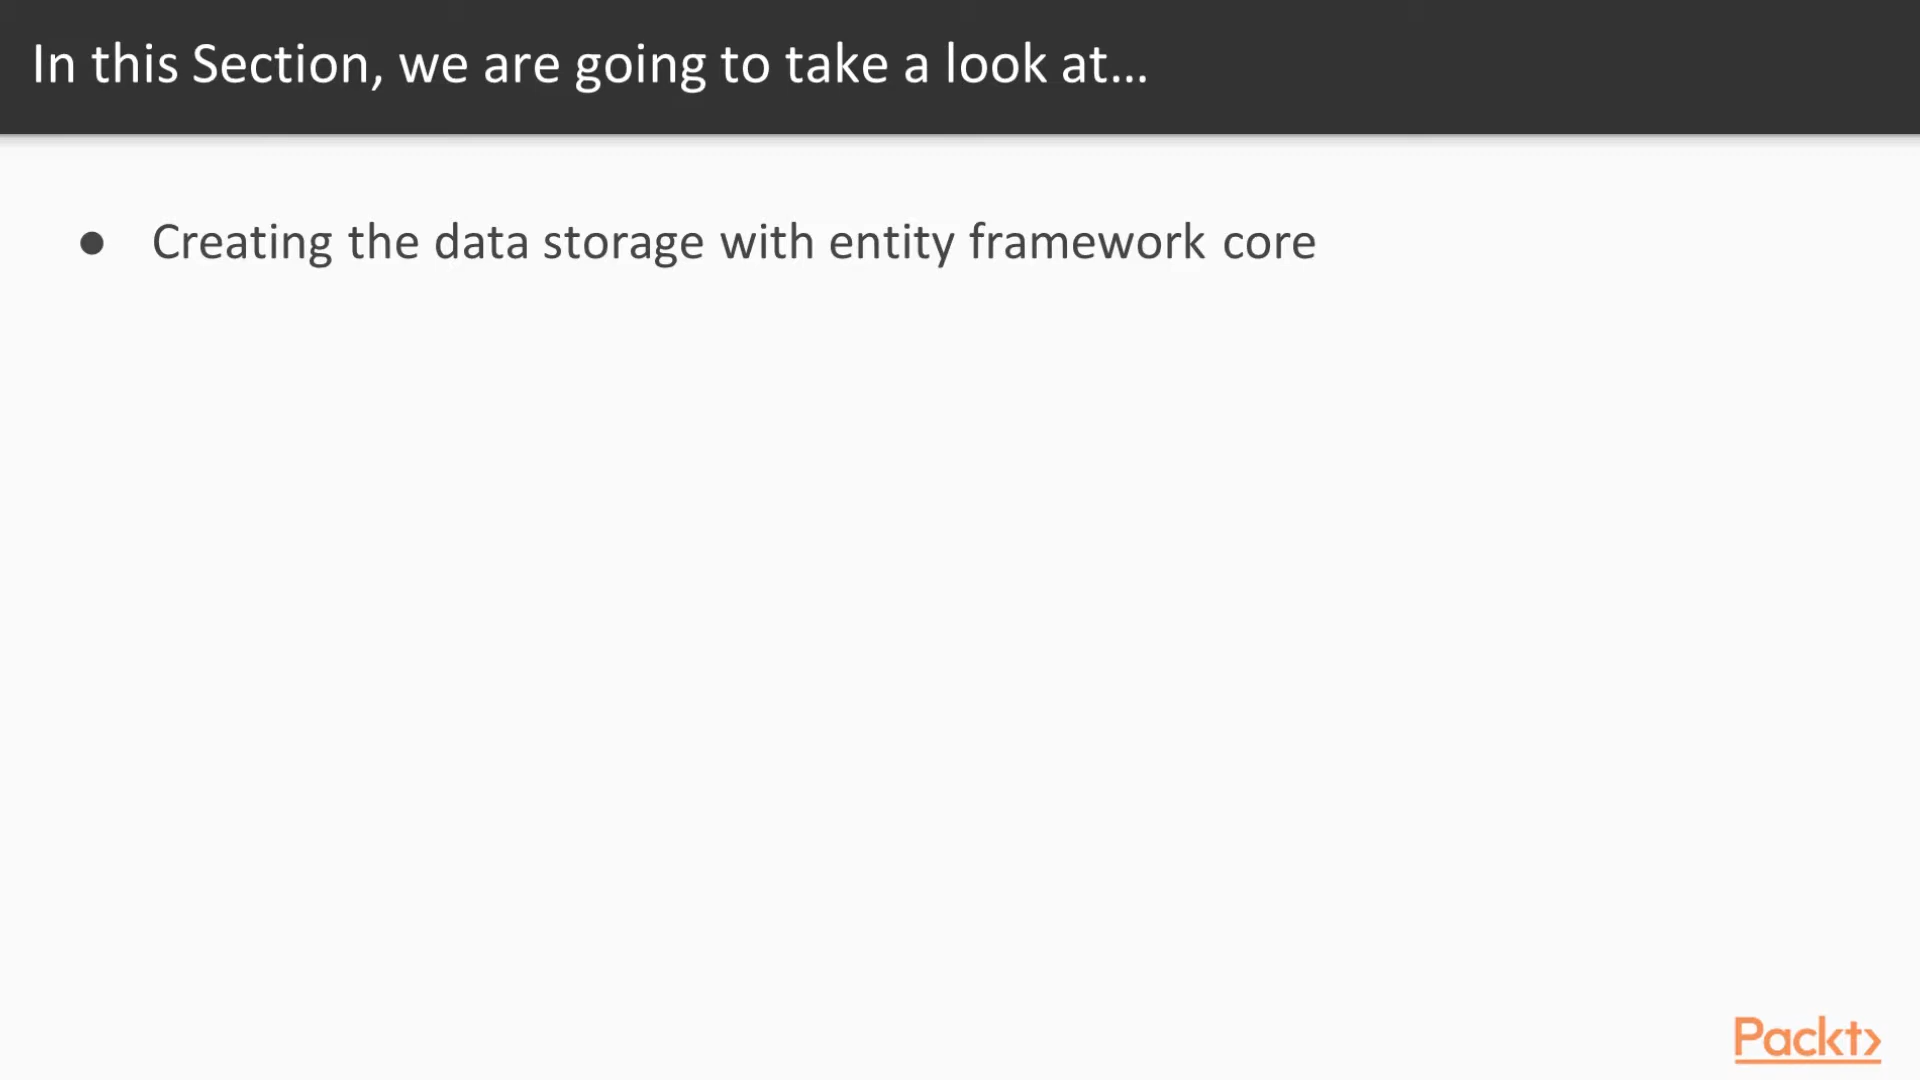 In this Section, we are going to take a look at...
● Creating the data storage with entity framework core
Packt>